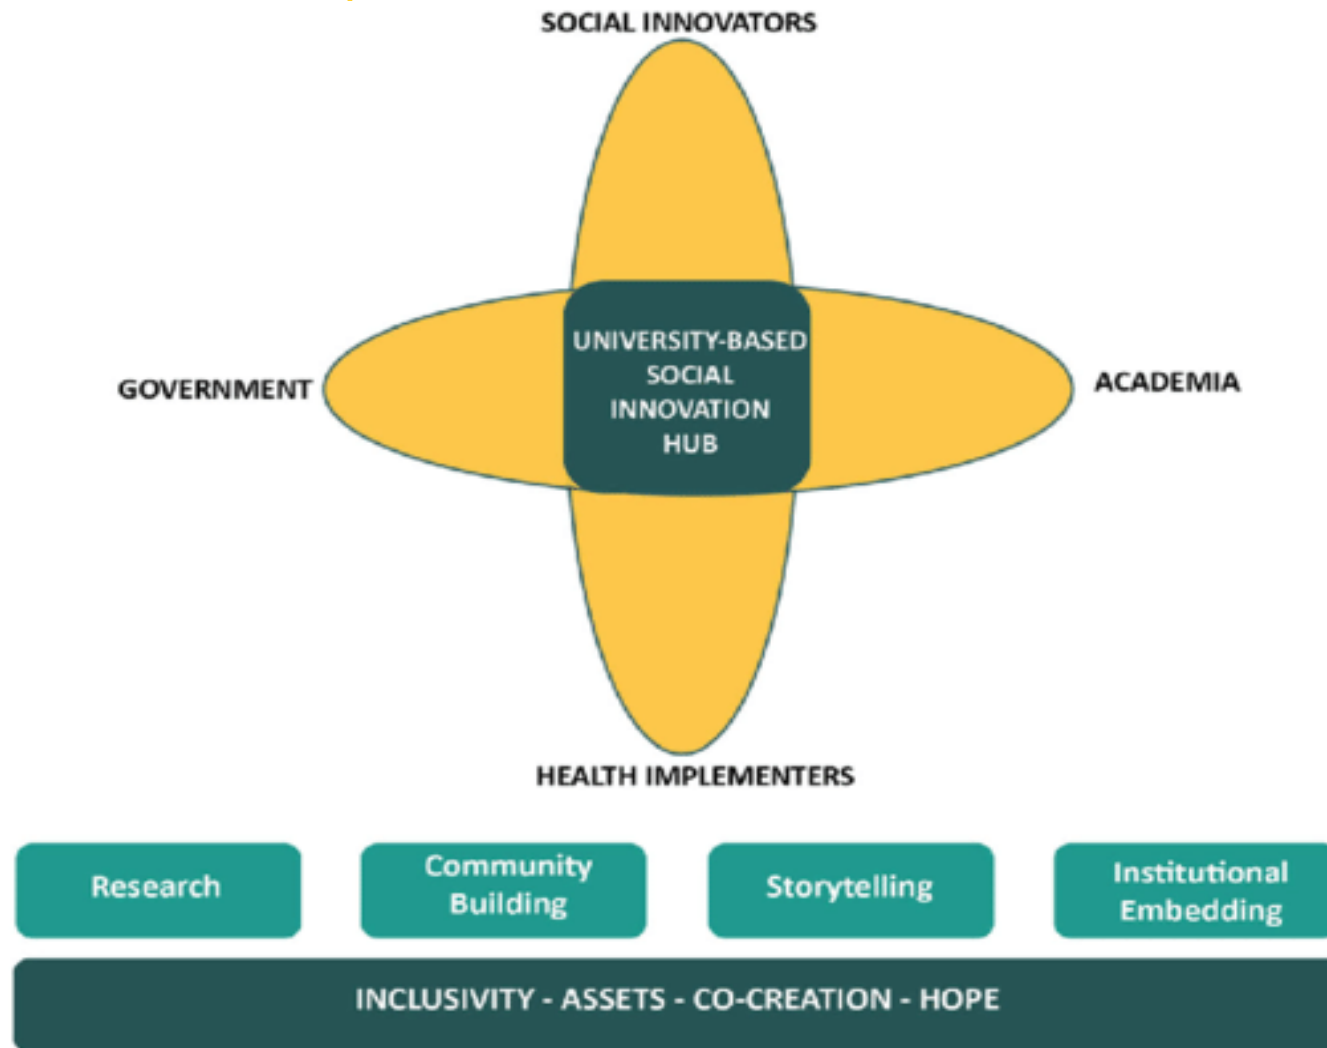 SOCIAL INNOVATORS
GOVERNMENT
UNIVERSITY-BASED
SOCIAL
INNOVATION
HUB
ACADEMIA
HEALTH IMPLEMENTERS
Research
Community
Building
Storytelling
Institutional
Embedding
INCLUSIVITY - ASSETS - CO-CREATION - HOPE